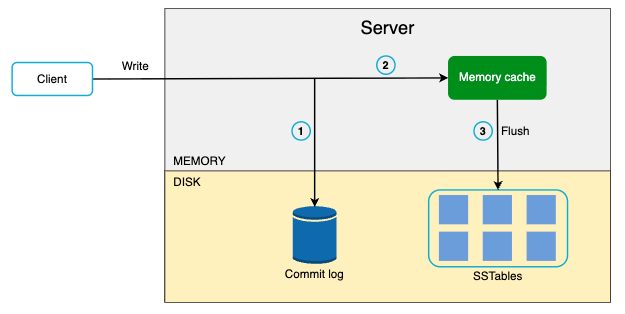 Server
Client
Write
2
Memory cache
1
3
Flush
MEMORY
DISK
Commit log
SSTables